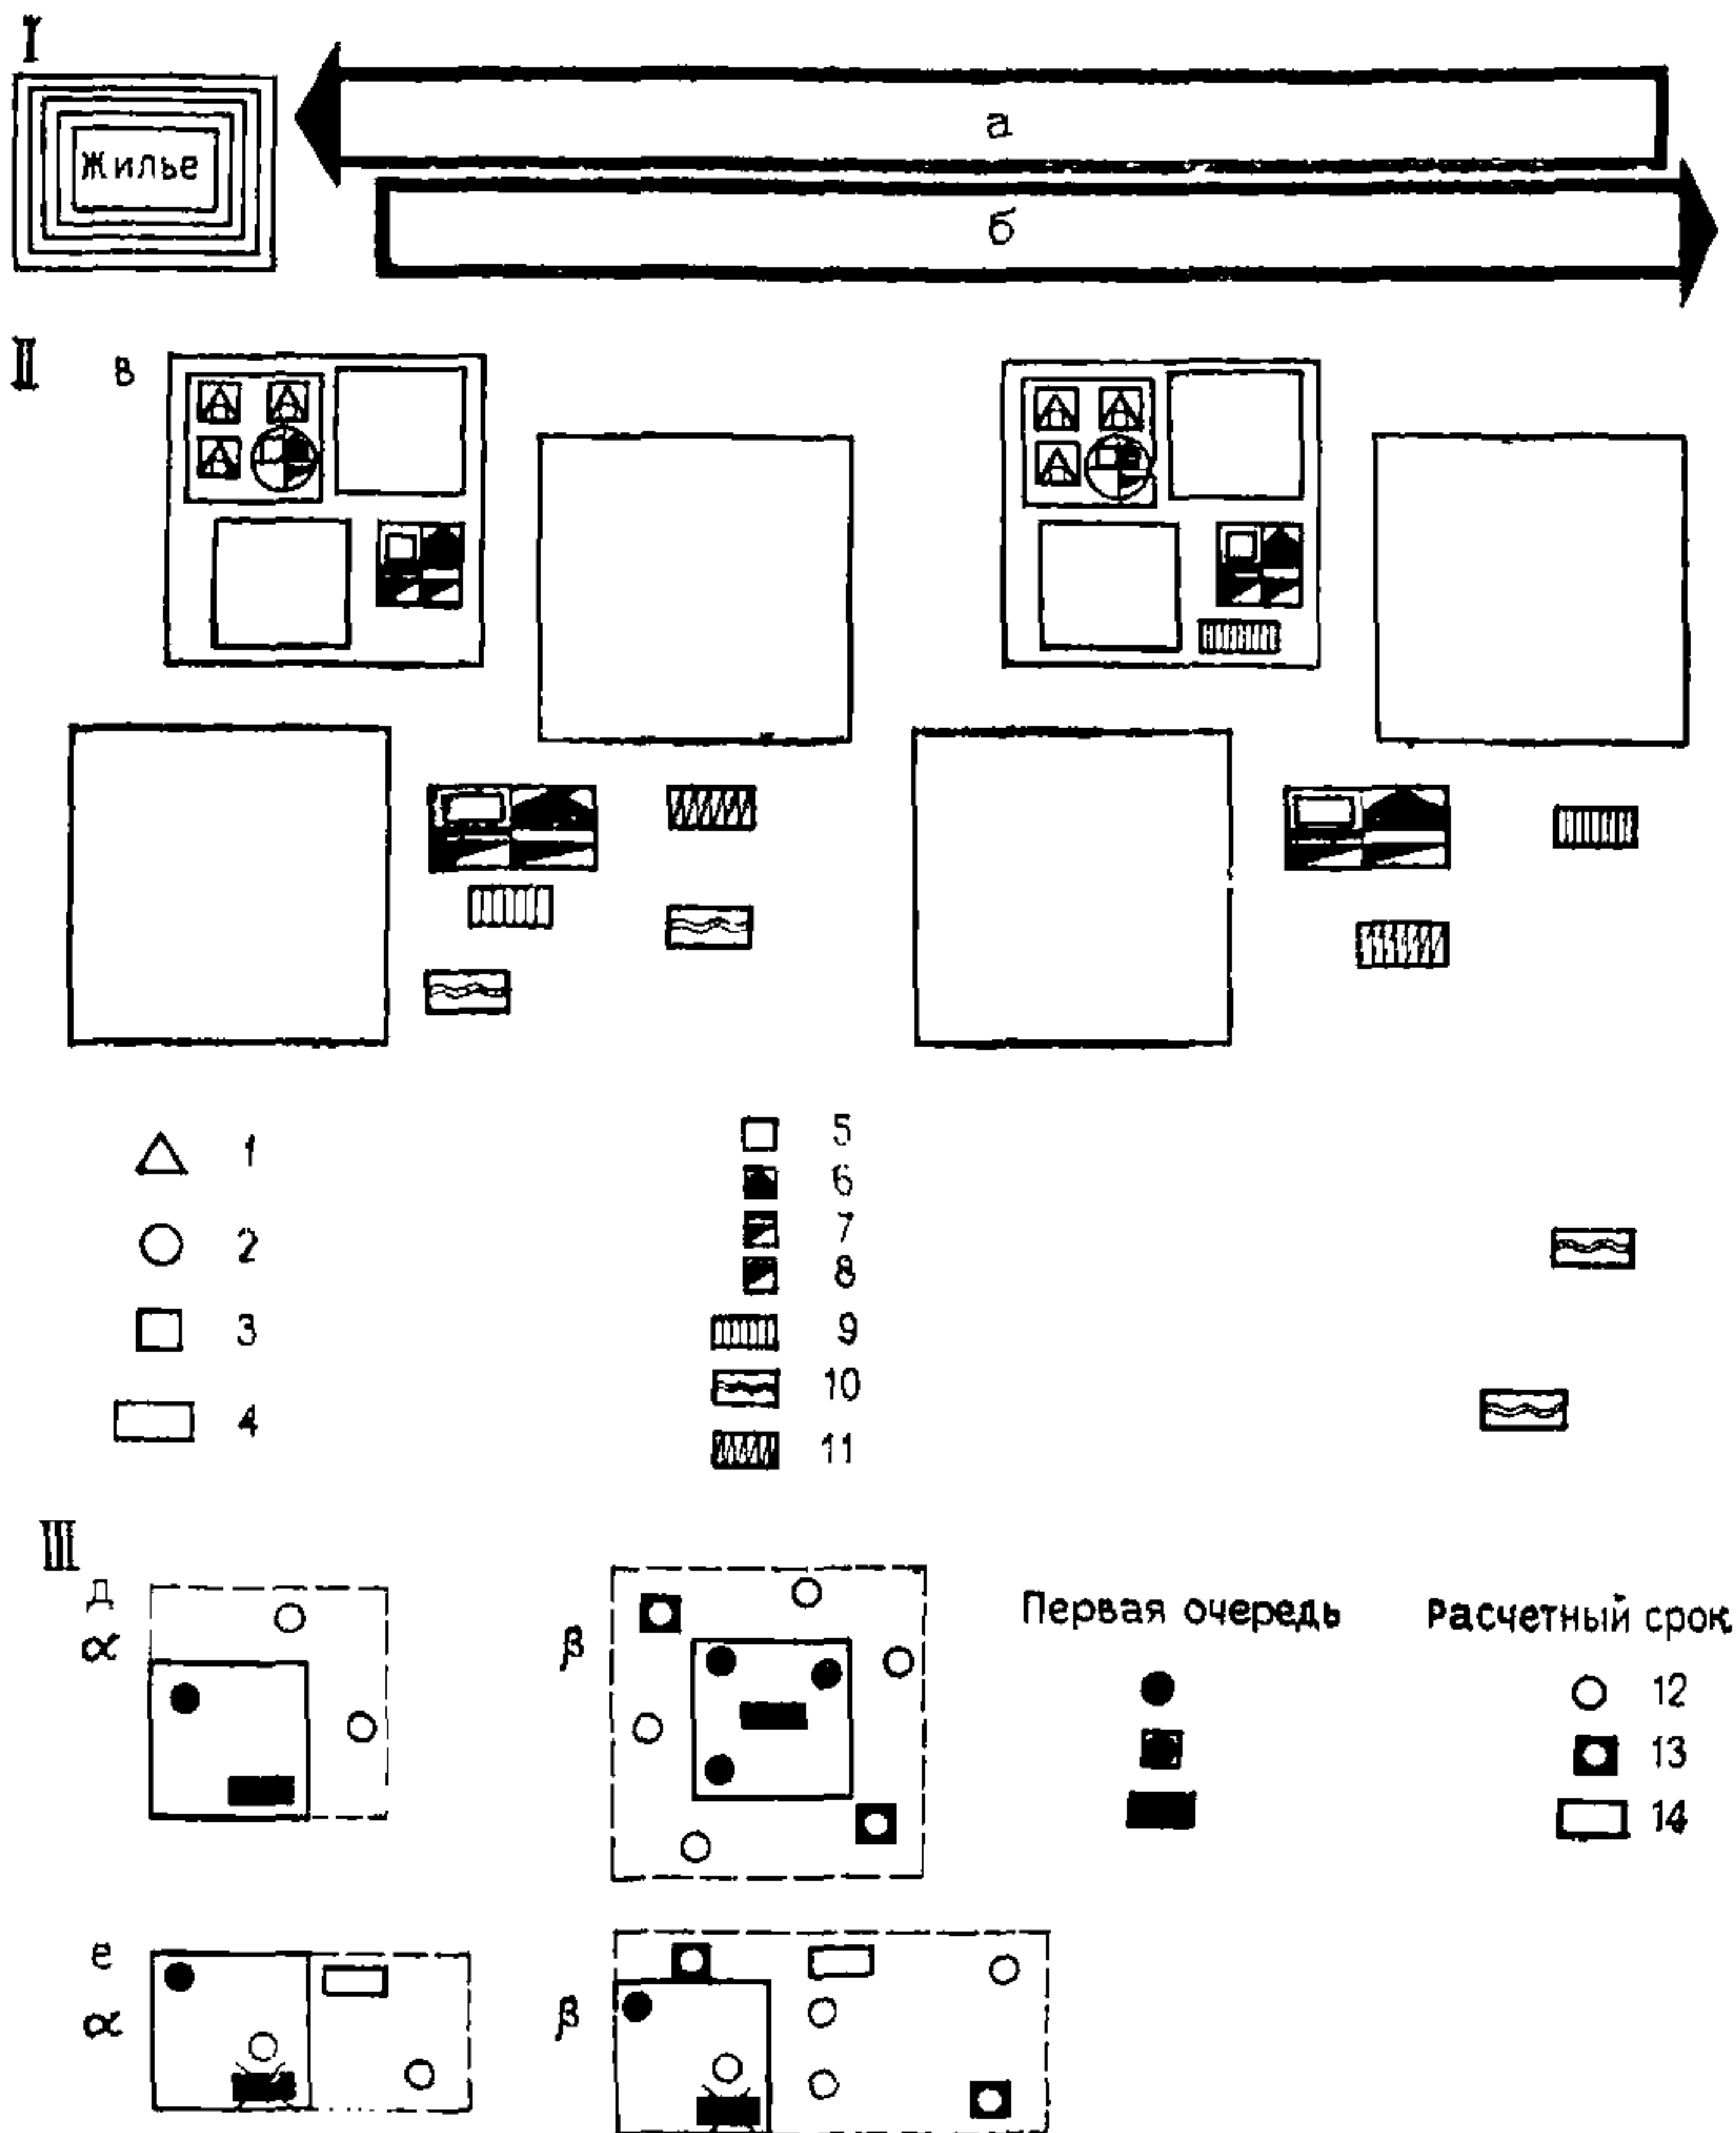 I
Жилье
а
б
II
в
1
2
3
4
5
6
7
8
9
10
11
III
д
α
β
Первая очередь
Расчетный срок
12
13
14
е
α
β